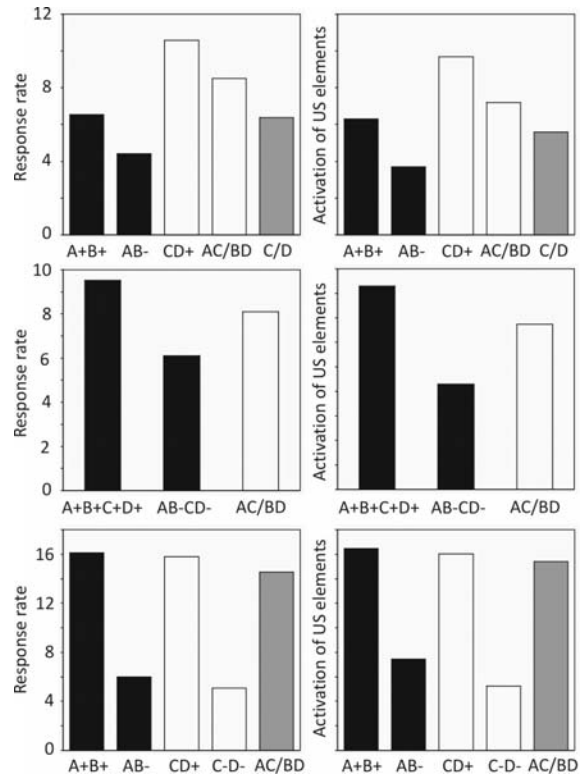 12
8
4
0
Response rate
A+B+ AB- CD+ AC/BD C/D
Activation of US elements
A+B+ AB- CD+ AC/BD C/D
10
8
6
4
2
0
Response rate
A+B+C+D+ AB-CD- AC/BD
Activation of US elements
A+B+C+D+ AB-CD- AC/BD
16
12
8
4
0
Response rate
A+B+ AB- CD+ C-D- AC/BD
Activation of US elements
A+B+ AB- CD+ C-D- AC/BD